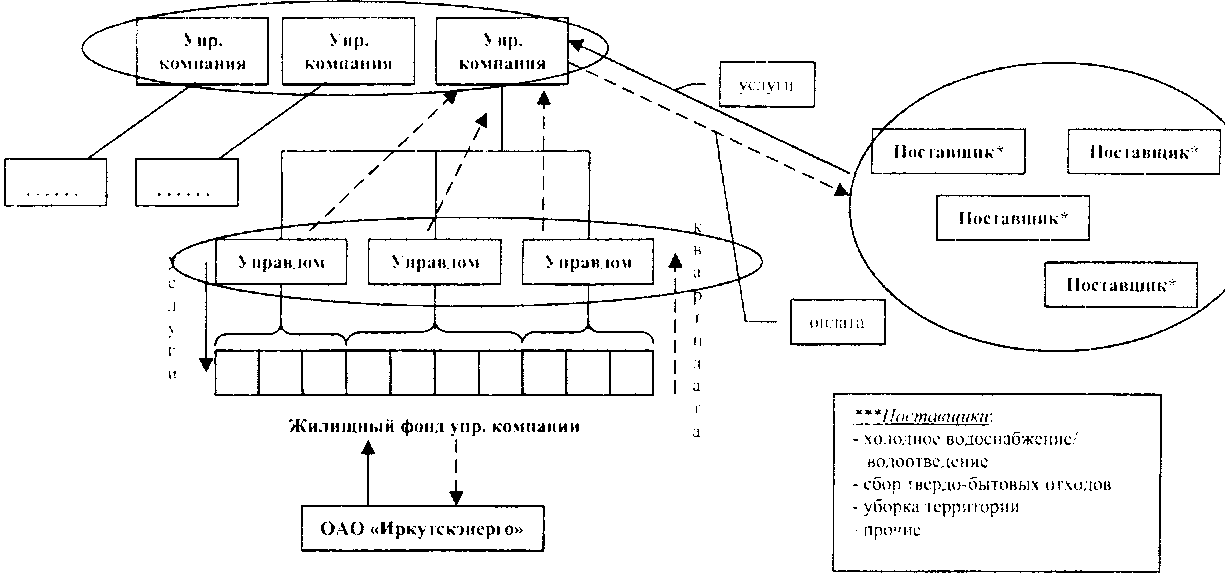 Упр.
компания
Упр.
компания
Упр.
компания
услуги
......
......
Поставщик*
Поставщик*
Поставщик*
Поставщик*
Управдом
Управдом
Управдом
услуги
квартплата
оплата
Жилищный фонд упр. компании
ОАО «Иркутскэнерго»
***Поставщики:
- холодное водоснабжение/
водоотведение
- сбор твердо-бытовых отходов
- уборка территории
- прочие